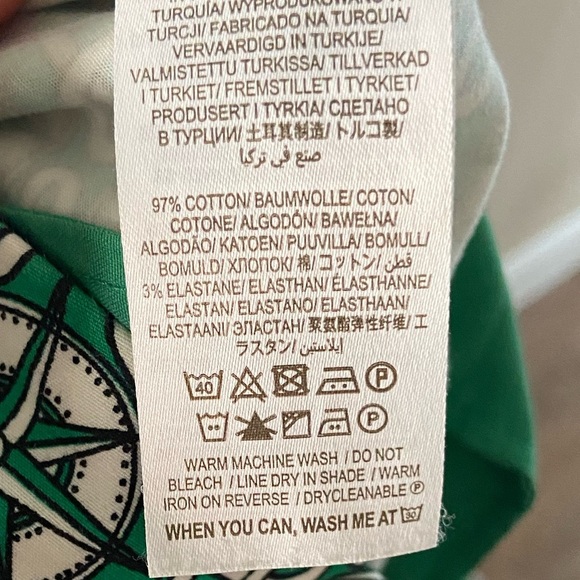 TURQUÍA/ WYPRODUKOWANO W
TURCJI/ FABRICADO NA TURQUIA/
VERVAARDIGD IN TURKIJE/
VALMISTETTU TURKISSA/ TILLVERKAD
I TURKIET/ FREMSTILLET I TYRKIET/
PRODUSERT I TYRKIA/ СДЕЛАНО
В ТУРЦИИ/ 土耳其制造/ トルコ製/
صنع في تركيا
97% COTTON/ BAUMWOLLE/ COTON/
COTONE/ ALGODÓN/ BAWEŁNA/
ALGODÃO/ KATOEN/ PUUVILLA/ BOMULL/
BOMULD/ ХЛОПОК/ 棉/ コットン/ قطن/
3% ELASTANE/ ELASTHAN/ ELASTHANNE/
ELASTAN/ ELASTANO/ ELASTHAAN/
ELASTAANI/ ЭЛАСТАН/ 聚氨酯弹性纤维/ エ
ラスタン/ إيلاستين/
40 P
P
WARM MACHINE WASH / DO NOT
BLEACH / LINE DRY IN SHADE / WARM
IRON ON REVERSE / DRYCLEANABLE P
WHEN YOU CAN, WASH ME AT 30